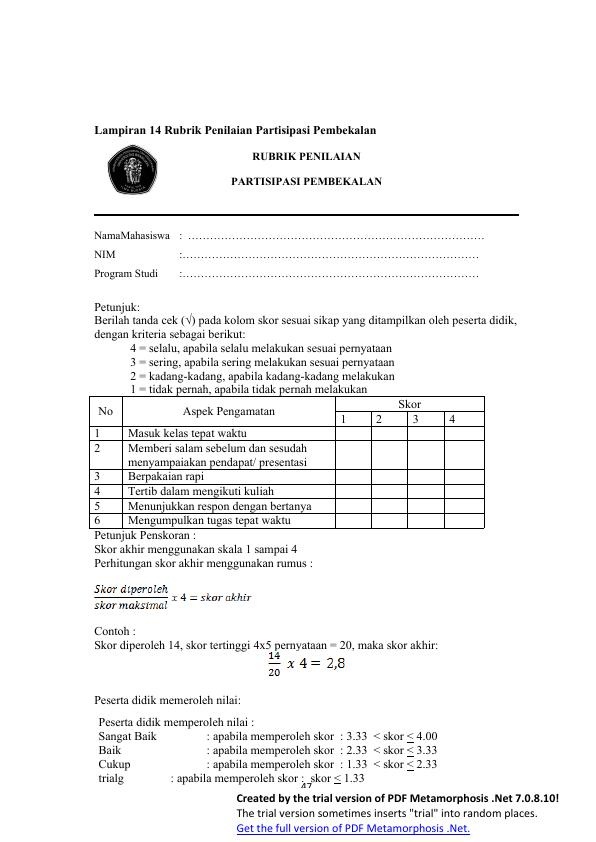 Lampiran 14 Rubrik Penilaian Partisipasi Pembekalan
RUBRIK PENILAIAN
PARTISIPASI PEMBEKALAN
NamaMahasiswa : ………………………………………………………………………
NIM :………………………………………………………………………
Program Studi :………………………………………………………………………
Petunjuk:
Berilah tanda cek (√) pada kolom skor sesuai sikap yang ditampilkan oleh peserta didik,
dengan kriteria sebagai berikut:
4 = selalu, apabila selalu melakukan sesuai pernyataan
3 = sering, apabila sering melakukan sesuai pernyataan
2 = kadang-kadang, apabila kadang-kadang melakukan
1 = tidak pernah, apabila tidak pernah melakukan
No Aspek Pengamatan Skor
1 2 3 4
1 Masuk kelas tepat waktu
2 Memberi salam sebelum dan sesudah
menyampaiakan pendapat/ presentasi
3 Berpakaian rapi
4 Tertib dalam mengikuti kuliah
5 Menunjukkan respon dengan bertanya
6 Mengumpulkan tugas tepat waktu
Petunjuk Penskoran :
Skor akhir menggunakan skala 1 sampai 4
Perhitungan skor akhir menggunakan rumus :
Skor diperoleh
skor maksimal x 4 = skor akhir
Contoh :
Skor diperoleh 14, skor tertinggi 4x5 pernyataan = 20, maka skor akhir:
14
20 x 4 = 2,8
Peserta didik memeroleh nilai:
Peserta didik memperoleh nilai :
Sangat Baik : apabila memperoleh skor : 3.33 < skor ≤ 4.00
Baik : apabila memperoleh skor : 2.33 < skor ≤ 3.33
Cukup : apabila memperoleh skor : 1.33 < skor ≤ 2.33
trialg : apabila memperoleh skor : skor ≤ 1.33
Created by the trial version of PDF Metamorphosis .Net 7.0.8.10!
The trial version sometimes inserts "trial" into random places.
Get the full version of PDF Metamorphosis .Net.